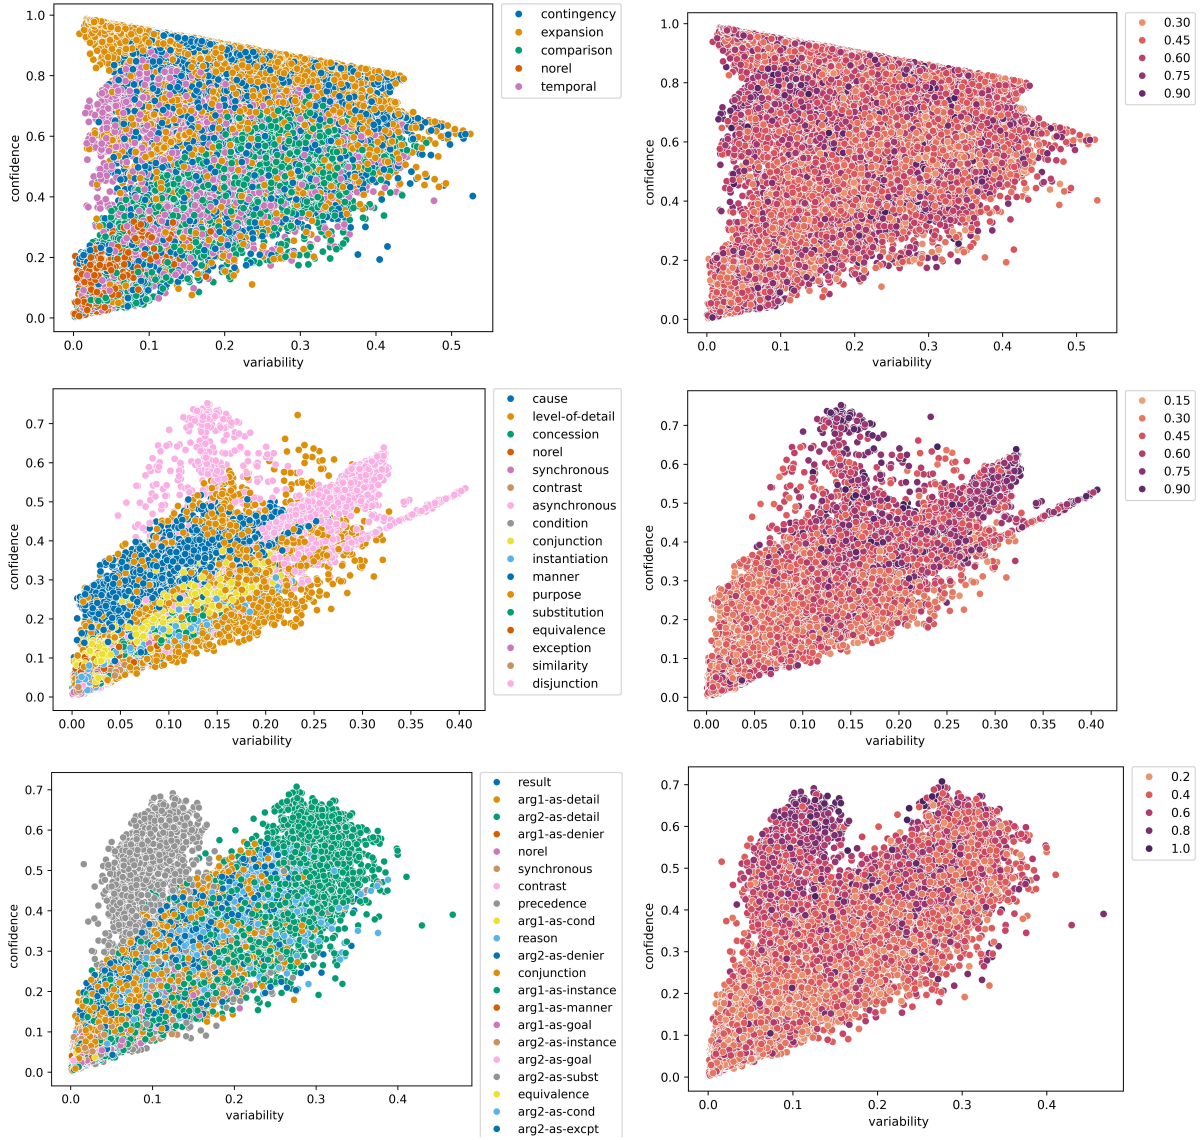 1.0
0.8
0.6
0.4
0.2
0.0
confidence
0.0 0.1 0.2 0.3 0.4 0.5
variability
contingency
expansion
comparison
norel
temporal
1.0
0.8
0.6
0.4
0.2
0.0
confidence
0.0 0.1 0.2 0.3 0.4 0.5
variability
0.30
0.45
0.60
0.75
0.90
0.7
0.6
0.5
0.4
0.3
0.2
0.1
0.0
confidence
0.00 0.05 0.10 0.15 0.20 0.25 0.30 0.35 0.40
variability
cause
level-of-detail
concession
norel
synchronous
contrast
asynchronous
condition
conjunction
instantiation
manner
purpose
substitution
equivalence
exception
similarity
disjunction
0.7
0.6
0.5
0.4
0.3
0.2
0.1
0.0
confidence
0.00 0.05 0.10 0.15 0.20 0.25 0.30 0.35 0.40
variability
0.15
0.30
0.45
0.60
0.75
0.90
0.7
0.6
0.5
0.4
0.3
0.2
0.1
0.0
confidence
0.0 0.1 0.2 0.3 0.4
variability
result
arg1-as-detail
arg2-as-detail
arg1-as-denier
norel
synchronous
contrast
precedence
arg1-as-cond
reason
arg2-as-denier
conjunction
arg1-as-instance
arg1-as-manner
arg1-as-goal
arg2-as-instance
arg2-as-goal
arg2-as-subst
equivalence
arg2-as-cond
arg2-as-excpt
0.7
0.6
0.5
0.4
0.3
0.2
0.1
0.0
confidence
0.0 0.1 0.2 0.3 0.4
variability
0.2
0.4
0.6
0.8
1.0